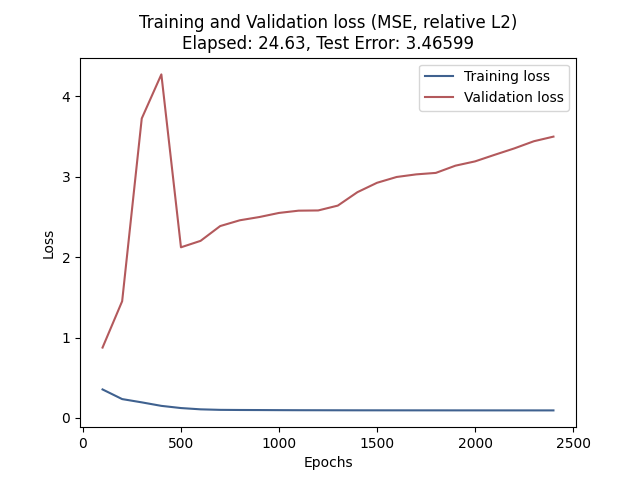 Training and Validation loss (MSE, relative L2)
Elapsed: 24.63, Test Error: 3.46599
Training loss
Validation loss
4
3
2
1
0
Loss
0
500
1000
1500
2000
2500
Epochs